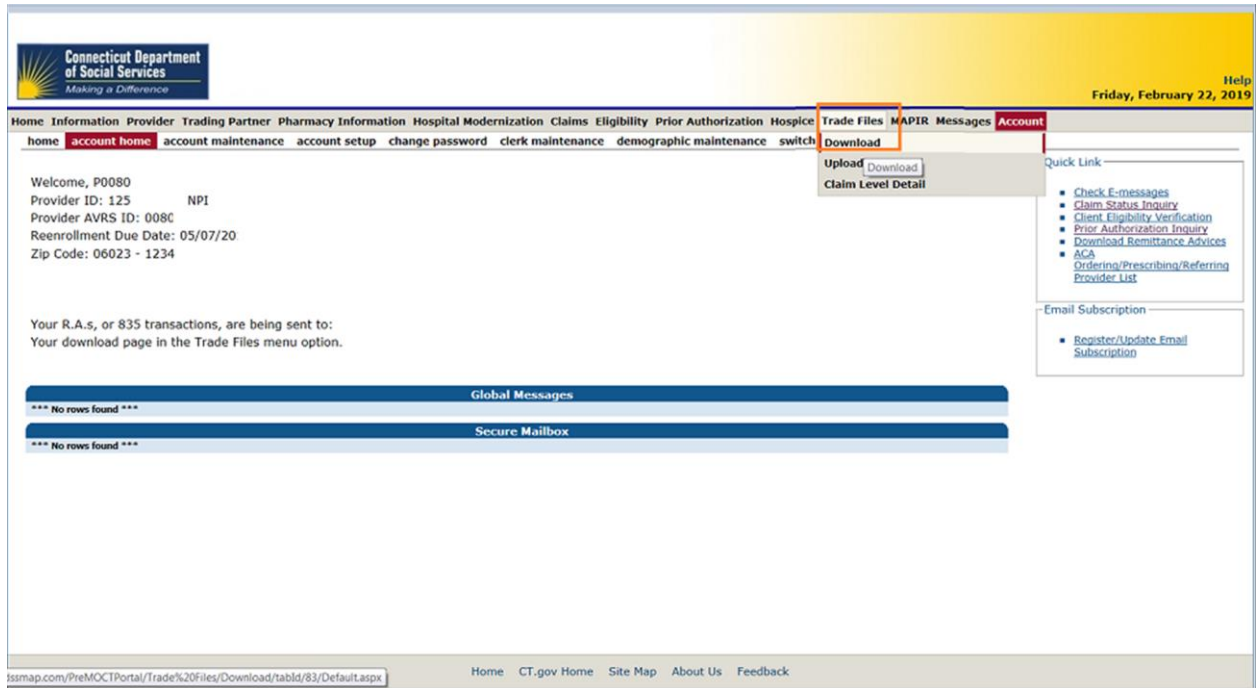 Connecticut Department
of Social Services
Making a Difference
Help
Friday, February 22, 2019
Home Information Provider Trading Partner Pharmacy Information Hospital Modernization Claims Eligibility Prior Authorization Hospice Trade Files MAPIR Messages Account
home account home account maintenance account setup change password clerk maintenance demographic maintenance switch
Download
Upload
Download
Claim Level Detail
Welcome, P0080
Provider ID: 125 NPI
Provider AVRS ID: 0080
Reenrollment Due Date: 05/07/20
Zip Code: 06023 - 1234
Your R.A.s, or 835 transactions, are being sent to:
Your download page in the Trade Files menu option.
Quick Link
Check E-messages
Claim Status Inquiry
Client Eligibility Verification
Prior Authorization Inquiry
Download Remittance Advices
ACA
Ordering/Prescribing/Referring
Provider List
Email Subscription
Register/Update Email
Subscription
Global Messages
*** No rows found ***
Secure Mailbox
*** No rows found ***
Home CT.gov Home Site Map About Us Feedback
dssmap.com/PreMOCTPortal/Trade%20Files/Download/tabId/83/Default.aspx